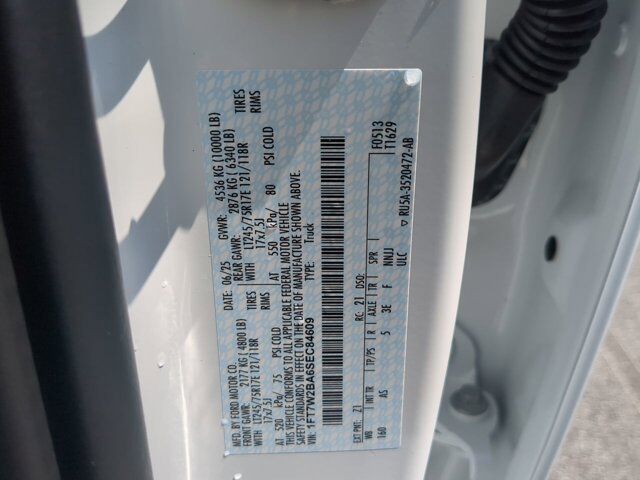 MFD. BY FORD MOTOR CO.
DATE: 06/25 GVWR: 4536 KG (10000 LB)
FRONT GAWR: 2177 KG (4800 LB) REAR GAWR: 2876 KG (6340 LB)
LT245/75R17E 121/118R WITH LT245/75R17E 121/118R TIRES
17x7.5J RIMS 17x7.5J RIMS
AT 520 kPa/ 75 PSI COLD AT 550 kPa/ 80 PSI COLD
THIS VEHICLE CONFORMS TO ALL APPLICABLE FEDERAL MOTOR VEHICLE
SAFETY STANDARDS IN EFFECT ON THE DATE OF MANUFACTURE SHOWN ABOVE.
VIN: 1FT7W2BA6SEC84609 TYPE: Truck
F0513
T1629
EXT PNT: Z1 RC: 21 DSO:
WB INT TR TP/PS R AXLE TR SPR
160 AS 5 3E F NNUU
ULC
RU5A-3520472-AB